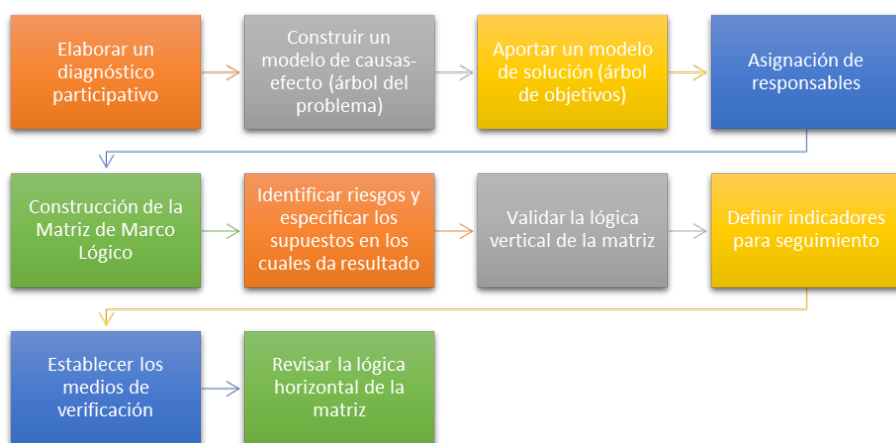 Elaborar un
diagnóstico
participativo
Construir un
modelo de causas-
efecto (árbol del
problema)
Aportar un modelo
de solución (árbol
de objetivos)
Asignación de
responsables
Construcción de la
Matriz de Marco
Lógico
Identificar riesgos y
especificar los
supuestos en los
cuales da resultado
Validar la lógica
vertical de la matriz
Definir indicadores
para seguimiento
Establecer los
medios de
verificación
Revisar la lógica
horizontal de la
matriz